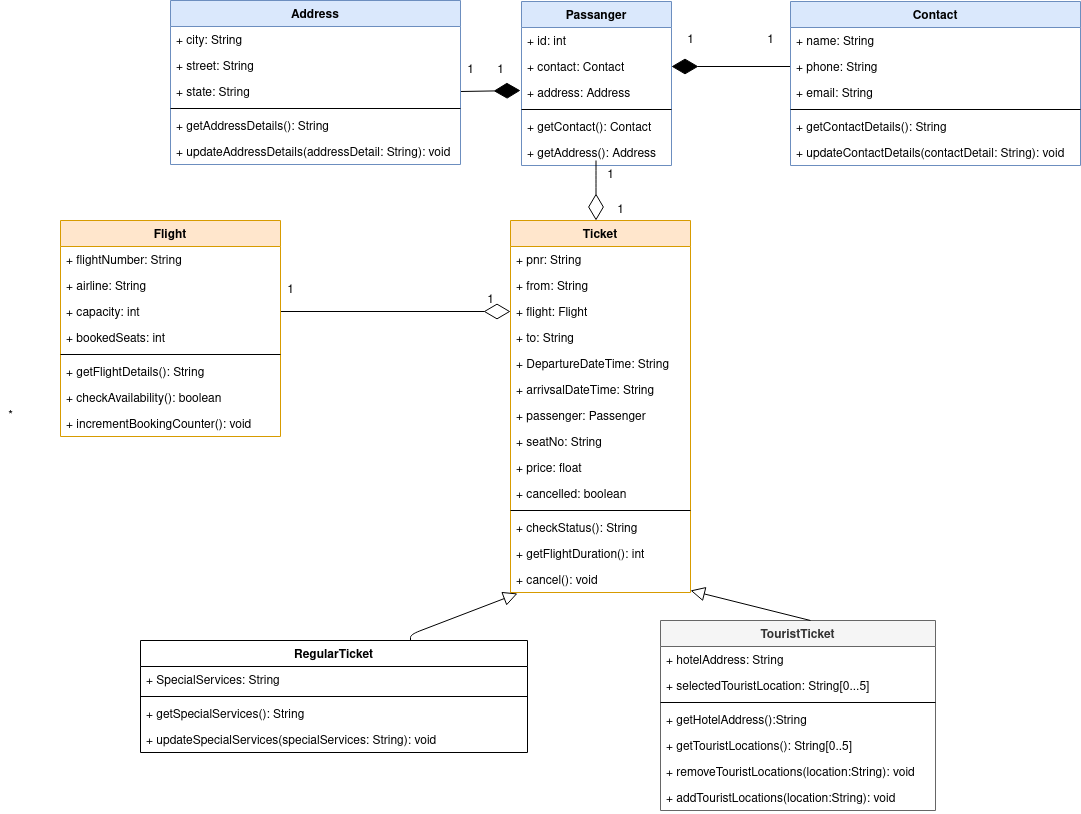 Address
+ city: String
+ street: String
+ state: String
+ getAddressDetails(): String
+ updateAddressDetails(addressDetail: String): void
1
1
Passanger
+ id: int
+ contact: Contact
+ address: Address
+ getContact(): Contact
+ getAddress(): Address
1
1
Contact
+ name: String
+ phone: String
+ email: String
+ getContactDetails(): String
+ updateContactDetails(contactDetail: String): void
1
1
Flight
+ flightNumber: String
+ airline: String
+ capacity: int
+ bookedSeats: int
+ getFlightDetails(): String
+ checkAvailability(): boolean
+ incrementBookingCounter(): void
*
1
1
Ticket
+ pnr: String
+ from: String
+ flight: Flight
+ to: String
+ DepartureDateTime: String
+ arrivsalDateTime: String
+ passenger: Passenger
+ seatNo: String
+ price: float
+ cancelled: boolean
+ checkStatus(): String
+ getFlightDuration(): int
+ cancel(): void
RegularTicket
+ SpecialServices: String
+ getSpecialServices(): String
+ updateSpecialServices(specialServices: String): void
TouristTicket
+ hotelAddress: String
+ selectedTouristLocation: String[0...5]
+ getHotelAddress():String
+ getTouristLocations(): String[0..5]
+ removeTouristLocations(location:String): void
+ addTouristLocations(location:String): void